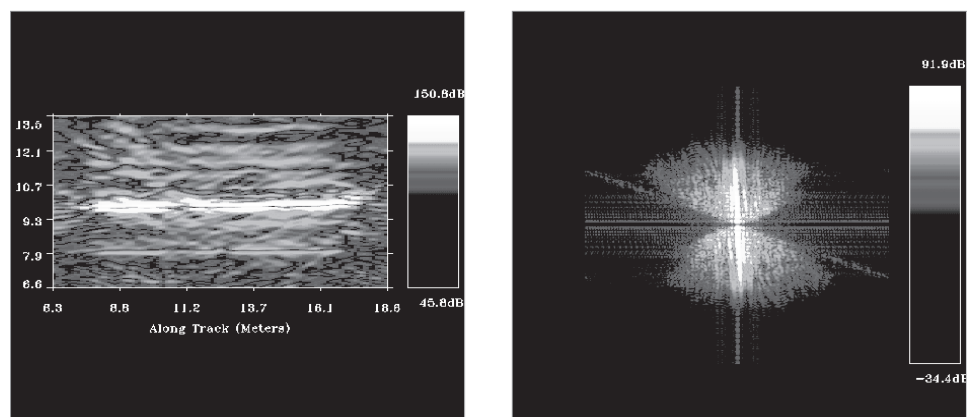 150.8dB
13.5
12.1
10.7
9.3
7.9
6.6
45.8dB
6.3 8.8 11.2 13.7 16.1 18.6
Along Track (Meters)
91.9dB
-34.4dB